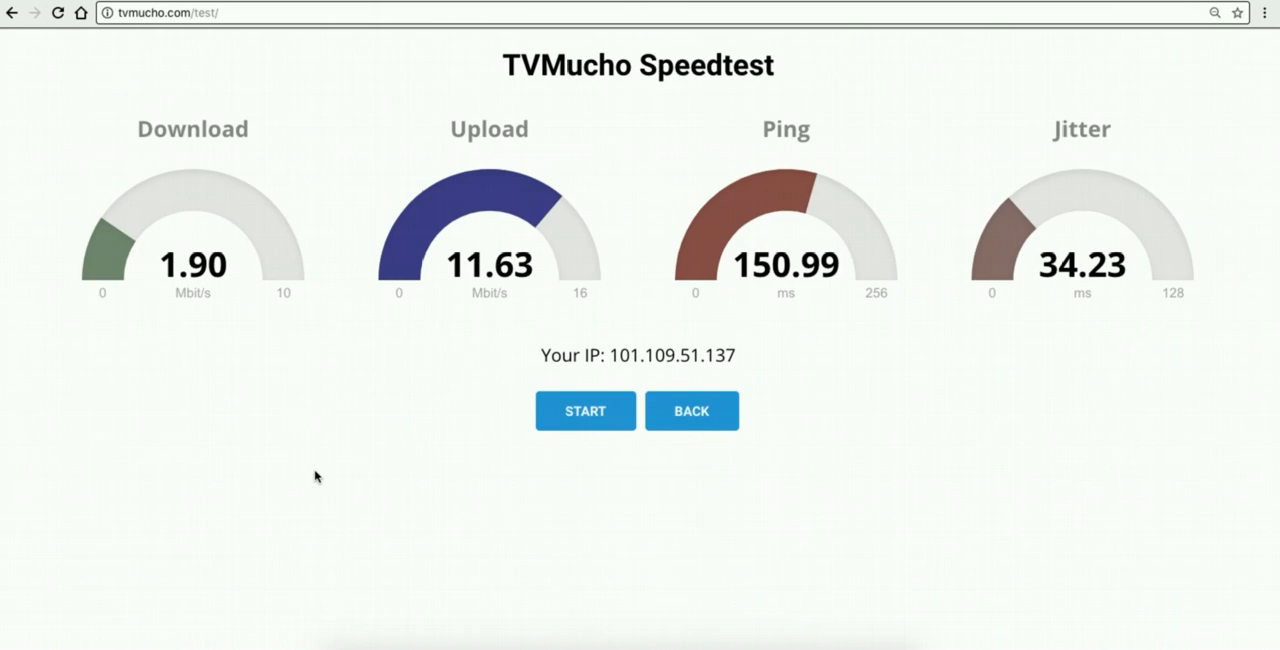 tvmucho.com/test/
TVMucho Speedtest
Download
Upload
Ping
Jitter
1.90
11.63
150.99
34.23
0 Mbit/s 10
0 Mbit/s 16
0 ms 256
0 ms 128
Your IP: 101.109.51.137
START
BACK